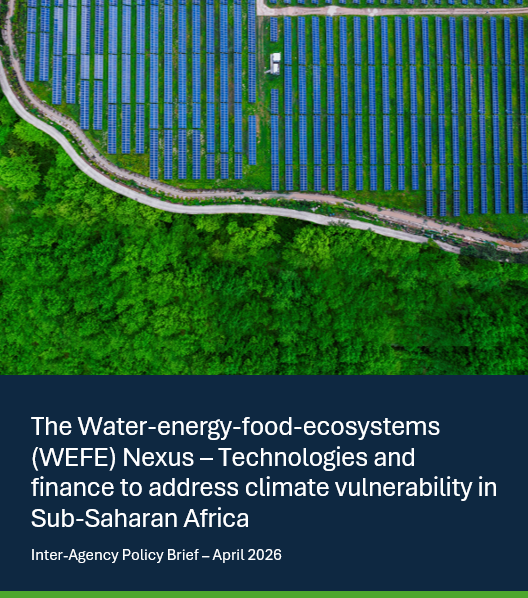 The Water-energy-food-ecosystems
(WEFE) Nexus – Technologies and
finance to address climate vulnerability in
Sub-Saharan Africa
Inter-Agency Policy Brief – April 2026